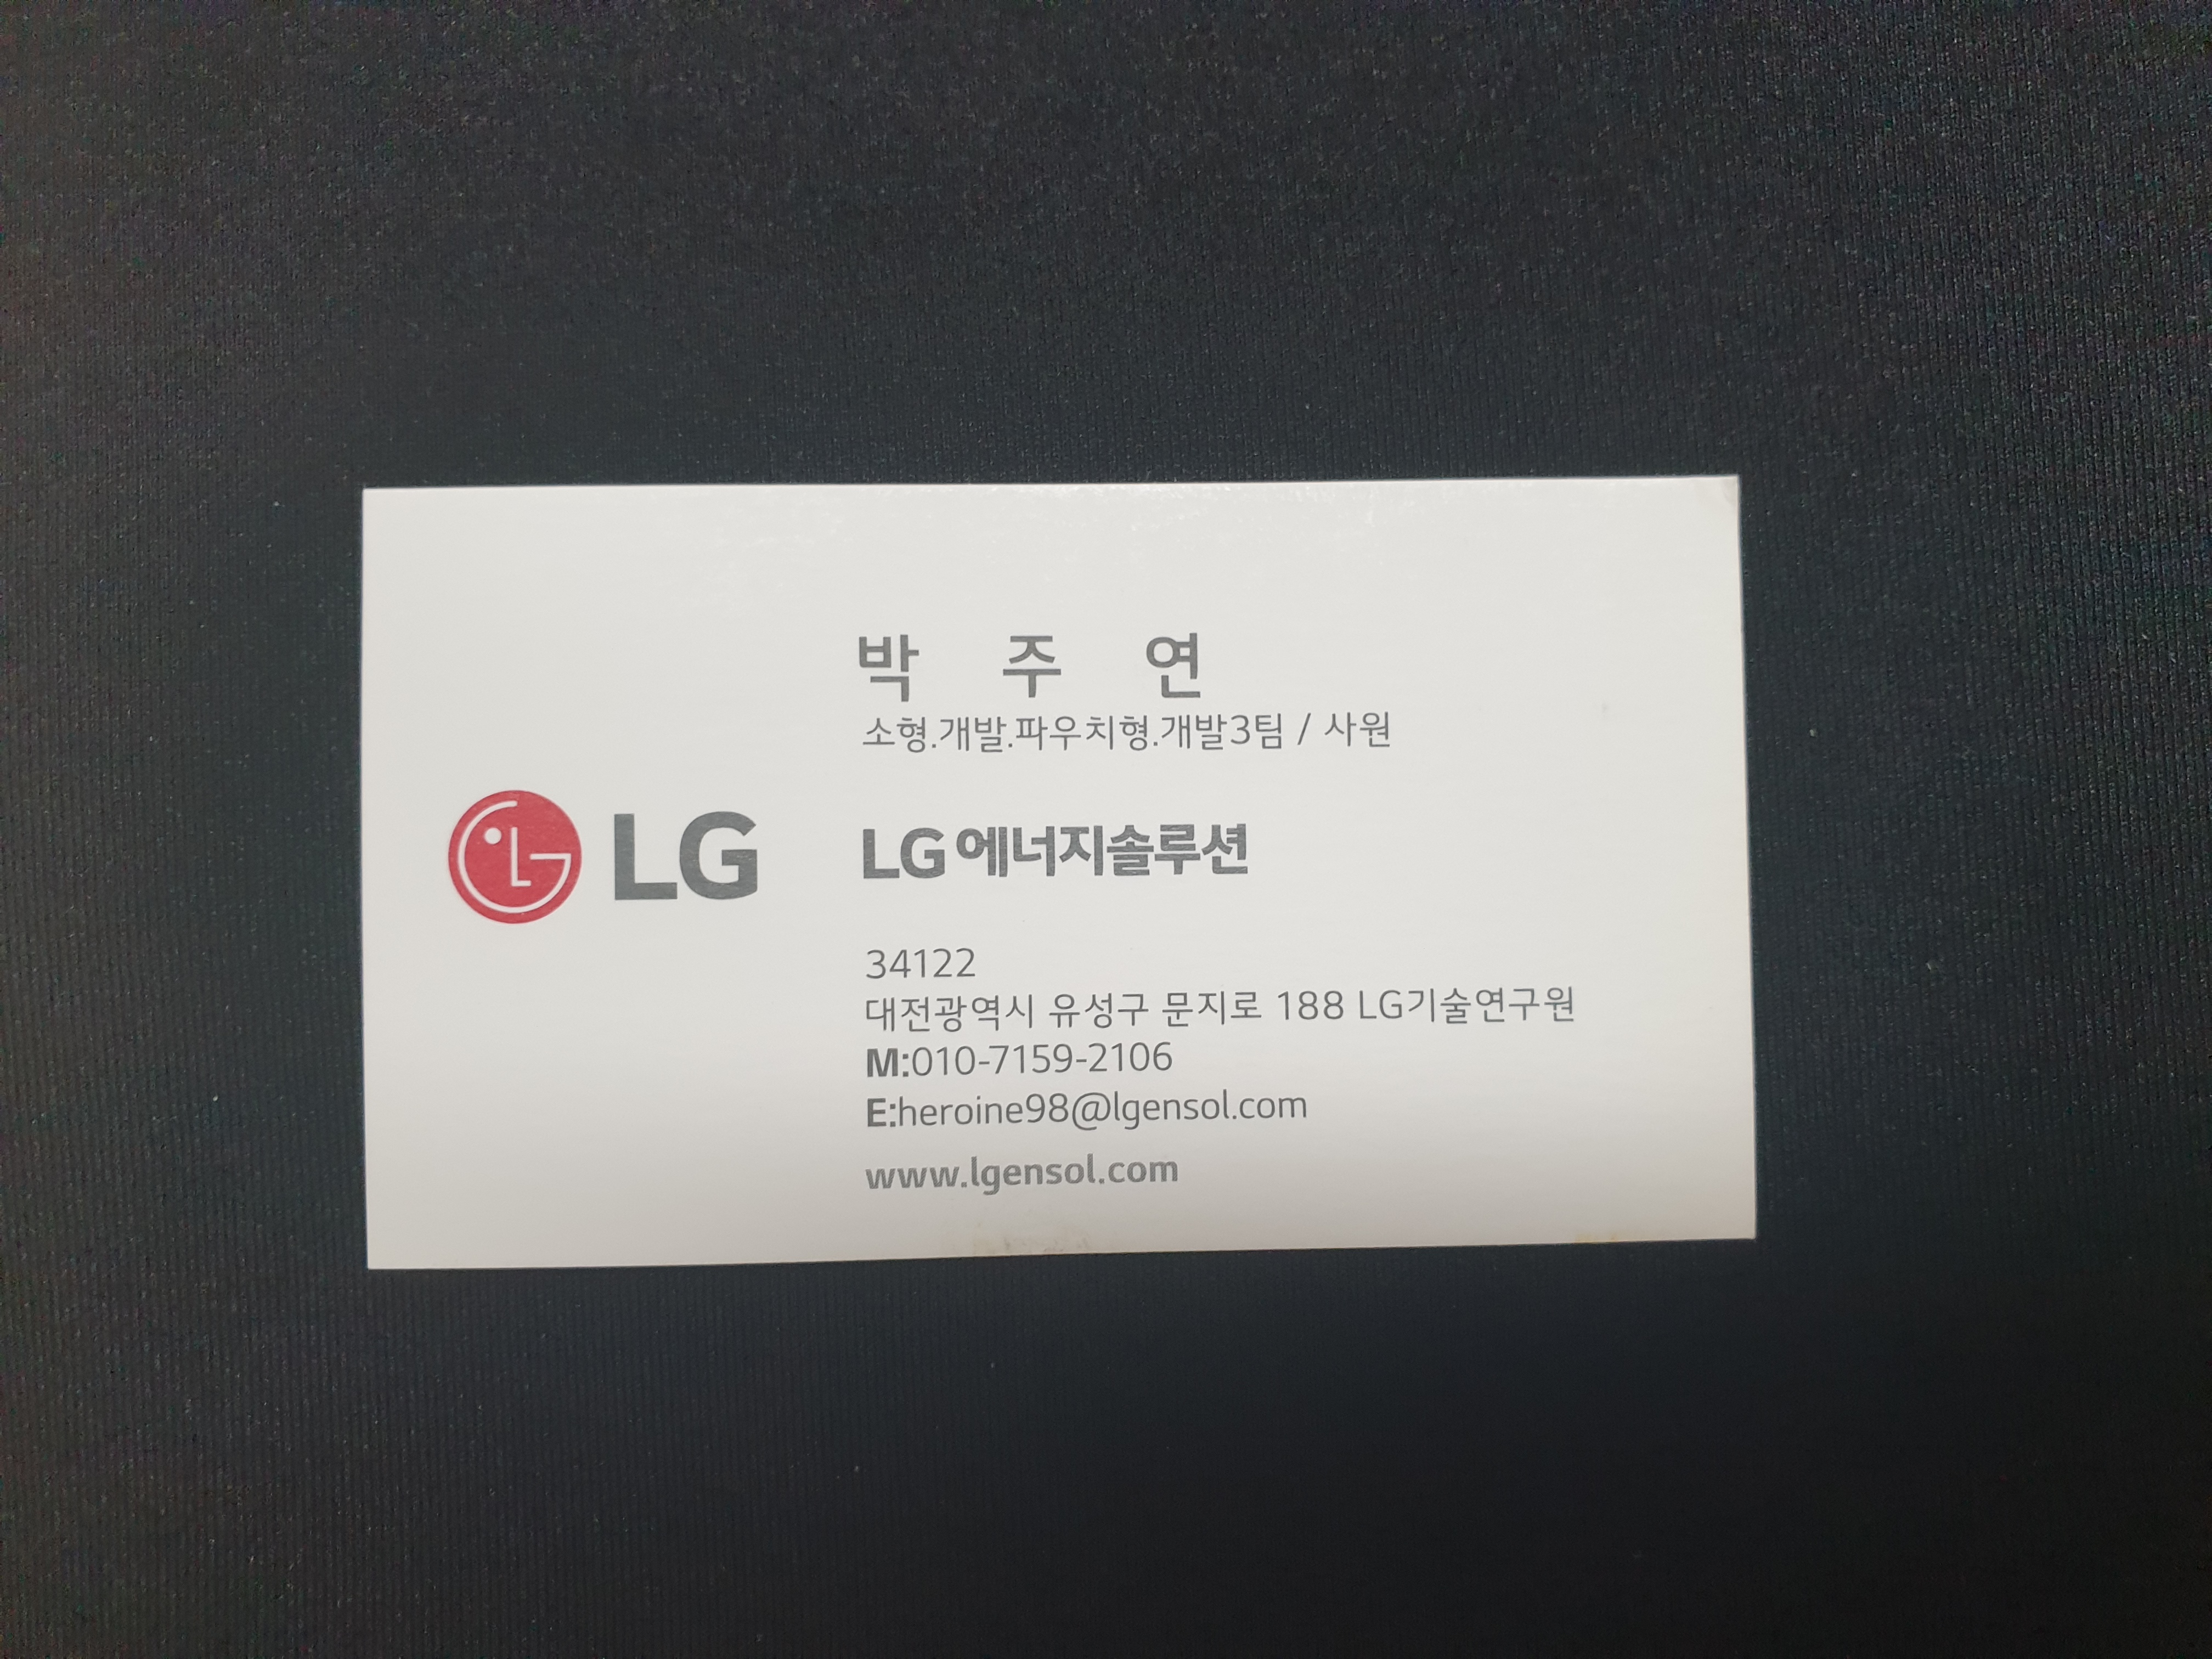 박 주 연
소형.개발.파우치형.개발3팀 / 사원
LG
LG 에너지솔루션
34122
대전광역시 유성구 문지로 188 LG기술연구원
M:010-7159-2106
E:heroine98@lgensol.com
www.lgensol.com